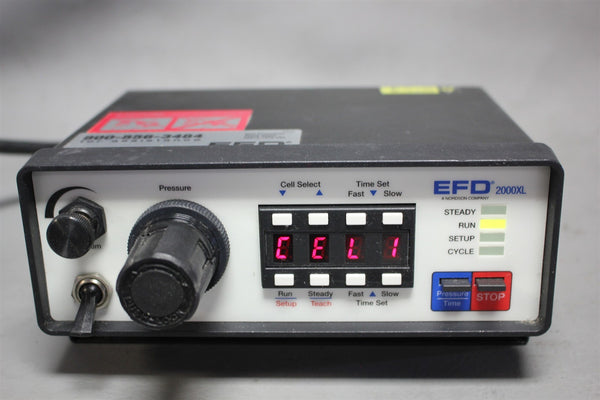 800-556-3484
EFD
Pressure
Cell Select
Time Set
Fast
Slow
EFD® 2000XL
A NORDSON COMPANY
STEADY
RUN
SETUP
CYCLE
CEL1
Run
Steady
Fast
Slow
Setup
Teach
Time Set
Pressure
Time
STOP